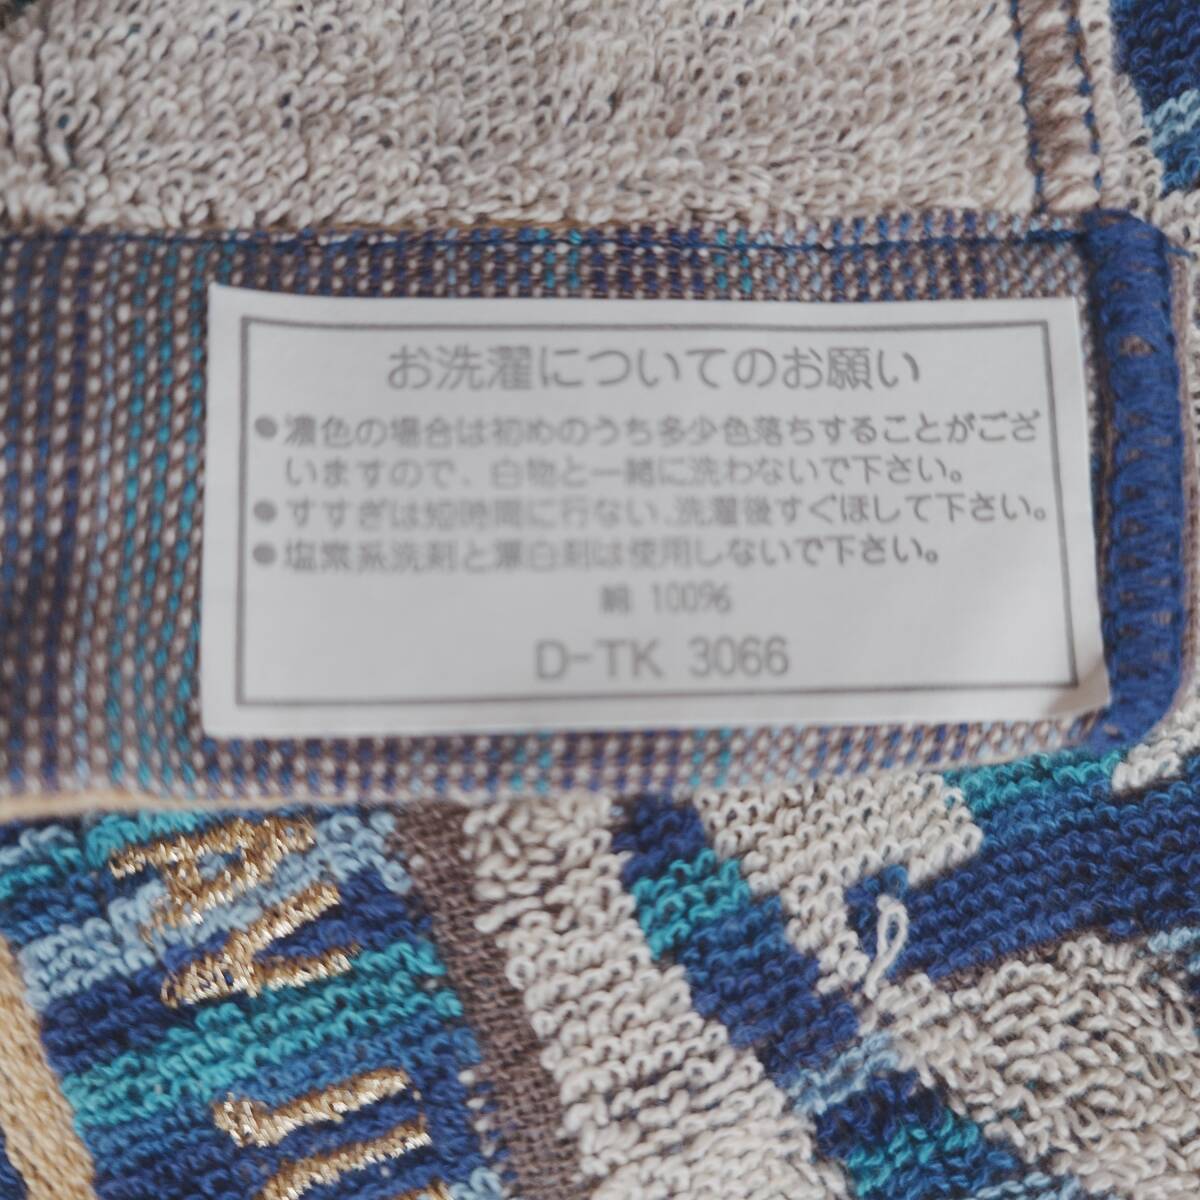 お洗濯についてのお願い
●濃色の場合は初めのうち多少色落ちすることがござ
いますので、白物と一緒に洗わないで下さい。
●すすぎは短時間に行ない、洗濯後すぐほして下さい。
●塩素系洗剤と漂白剤は使用しないで下さい。
綿 100%
D-TK 3066